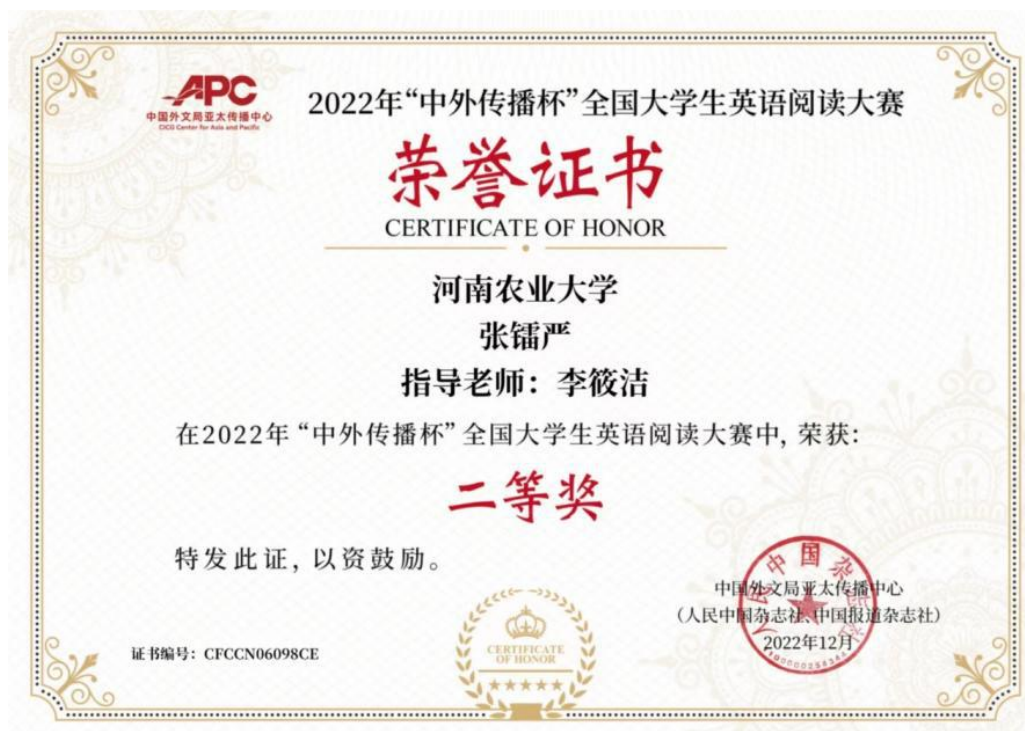 APC
中国外文局亚太传播中心
CICG Center for Asia and Pacific
2022年“中外传播杯”全国大学生英语阅读大赛
荣誉证书
CERTIFICATE OF HONOR
河南农业大学
张镭严
指导老师：李筱洁
在2022年“中外传播杯”全国大学生英语阅读大赛中, 荣获：
二等奖
特发此证, 以资鼓励。
中国外文局亚太传播中心
（人民中国杂志社、中国报道杂志社）
2022年12月
人民中国杂志社
证书编号：CFCCN06098CE
CERTIFICATE
OF HONOR